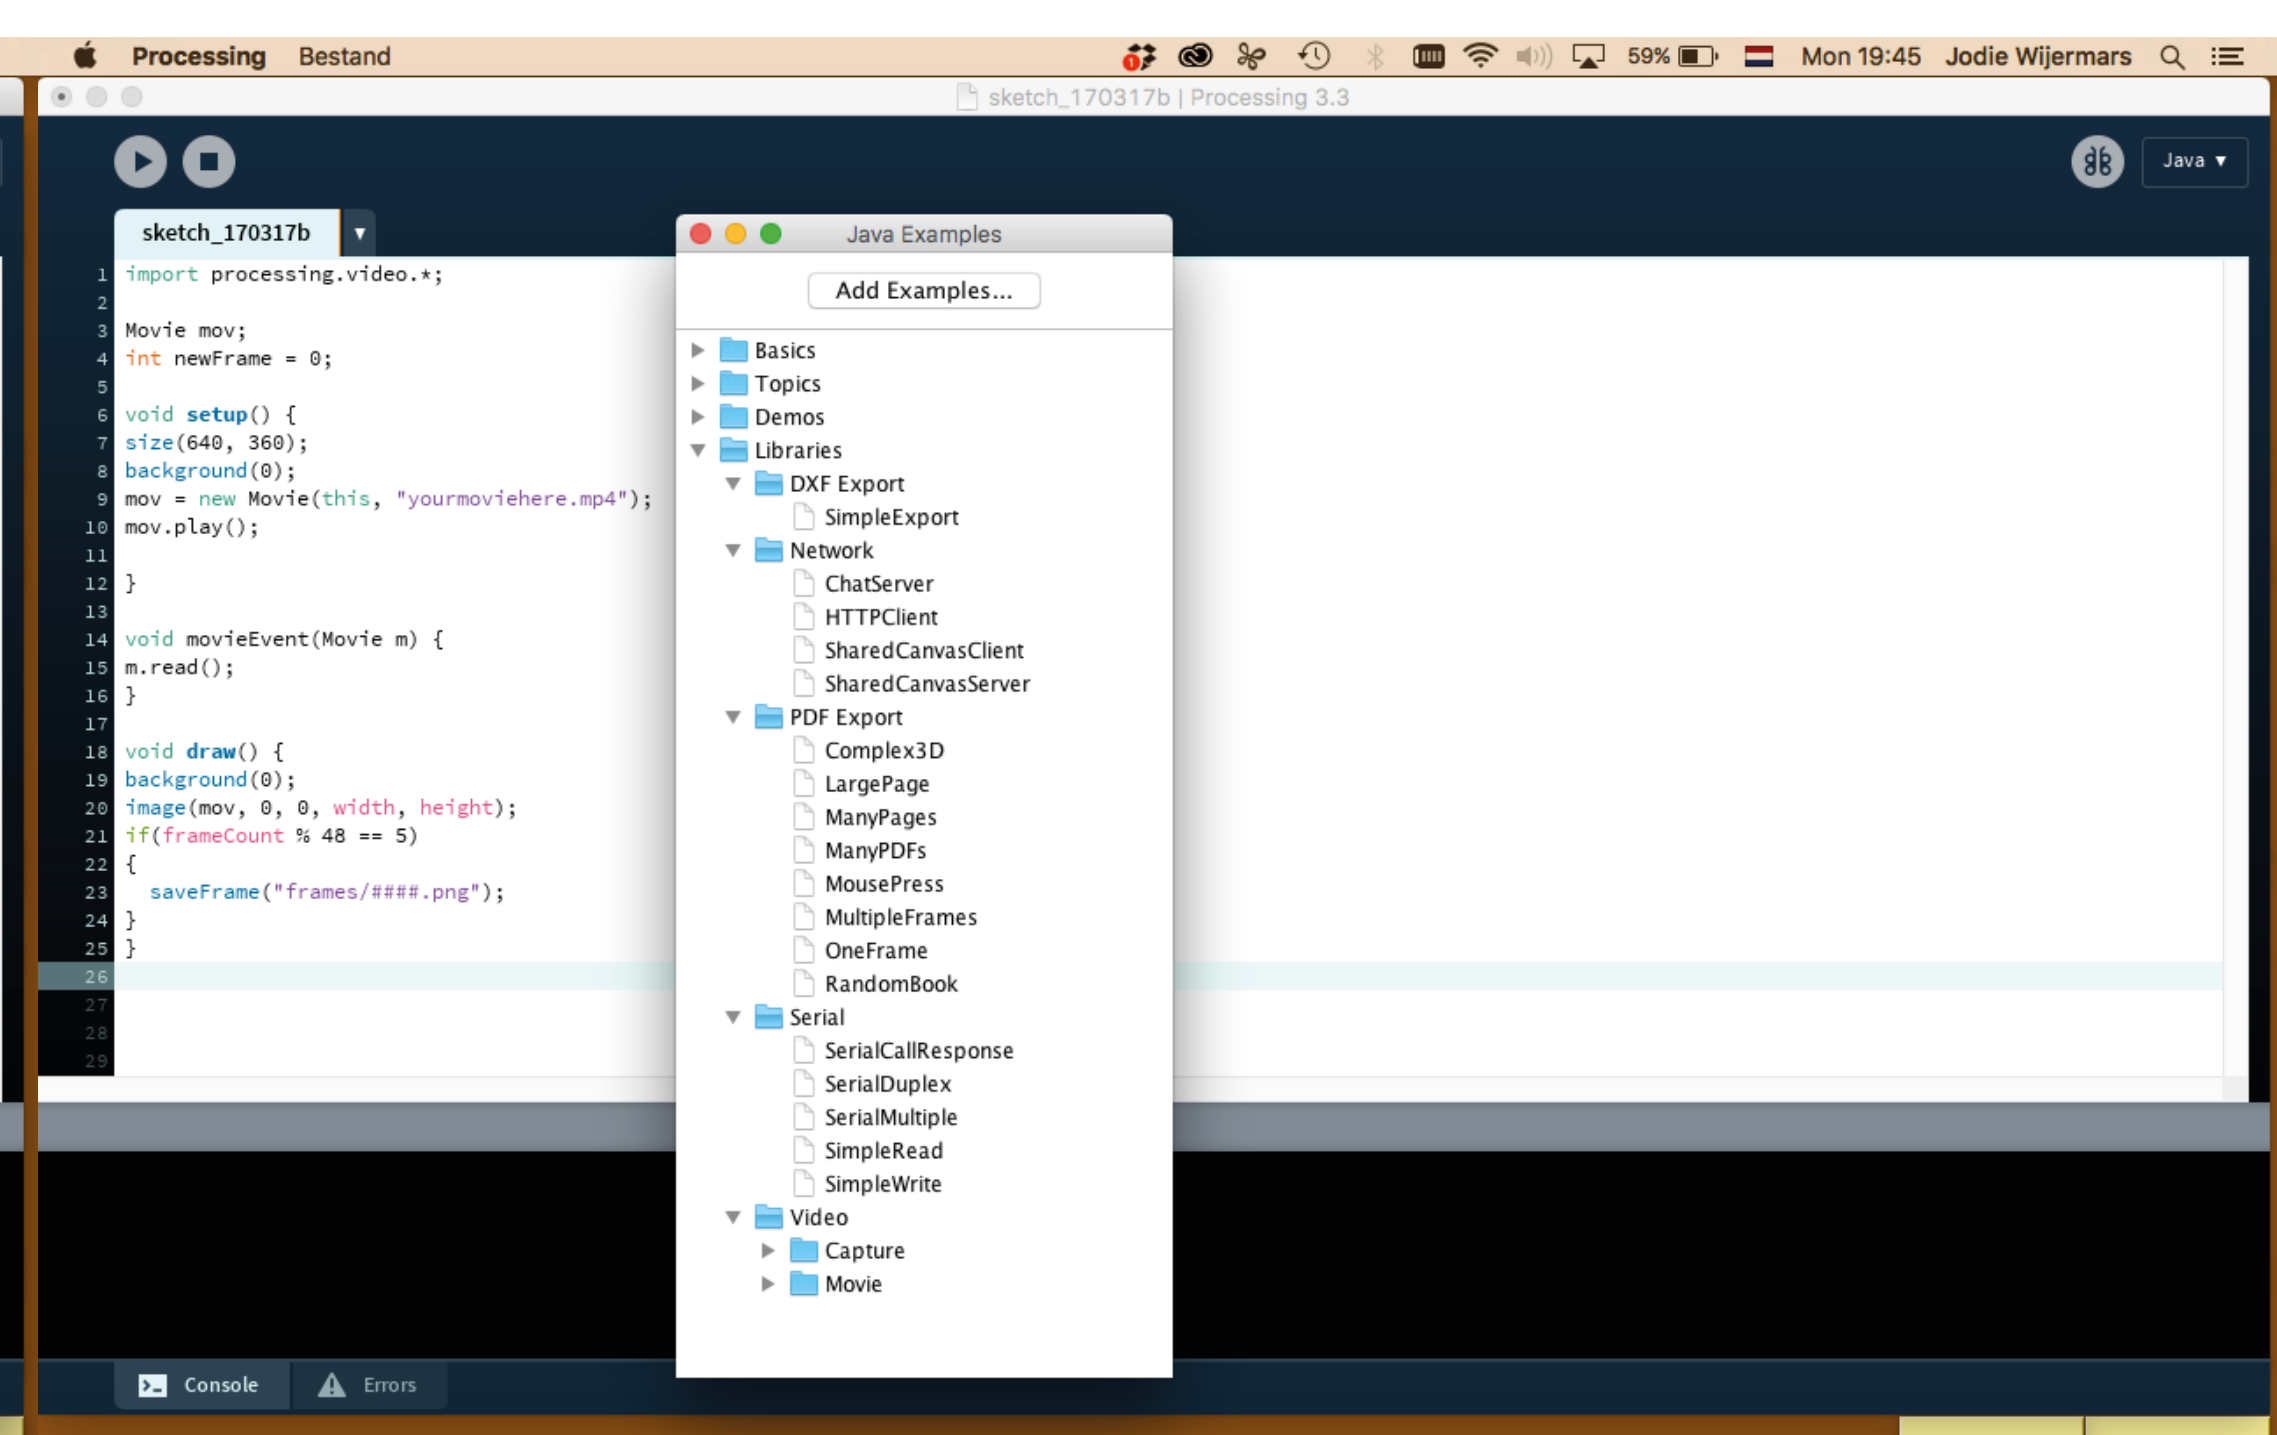 Processing Bestand 1 59% Mon 19:45 Jodie Wijermars
sketch_170317b | Processing 3.3
Java ▼
sketch_170317b ▼
1 import processing.video.*;
2
3 Movie mov;
4 int newFrame = 0;
5
6 void setup() {
7 size(640, 360);
8 background(0);
9 mov = new Movie(this, "yourmoviehere.mp4");
10 mov.play();
11
12 }
13
14 void movieEvent(Movie m) {
15 m.read();
16 }
17
18 void draw() {
19 background(0);
20 image(mov, 0, 0, width, height);
21 if(frameCount % 48 == 5)
22 {
23 saveFrame("frames/####.png");
24 }
25 }
26
27
28
29
Java Examples
Add Examples...
Basics
Topics
Demos
Libraries
DXF Export
SimpleExport
Network
ChatServer
HTTPClient
SharedCanvasClient
SharedCanvasServer
PDF Export
Complex3D
LargePage
ManyPages
ManyPDFs
MousePress
MultipleFrames
OneFrame
RandomBook
Serial
SerialCallResponse
SerialDuplex
SerialMultiple
SimpleRead
SimpleWrite
Video
Capture
Movie
Console Errors